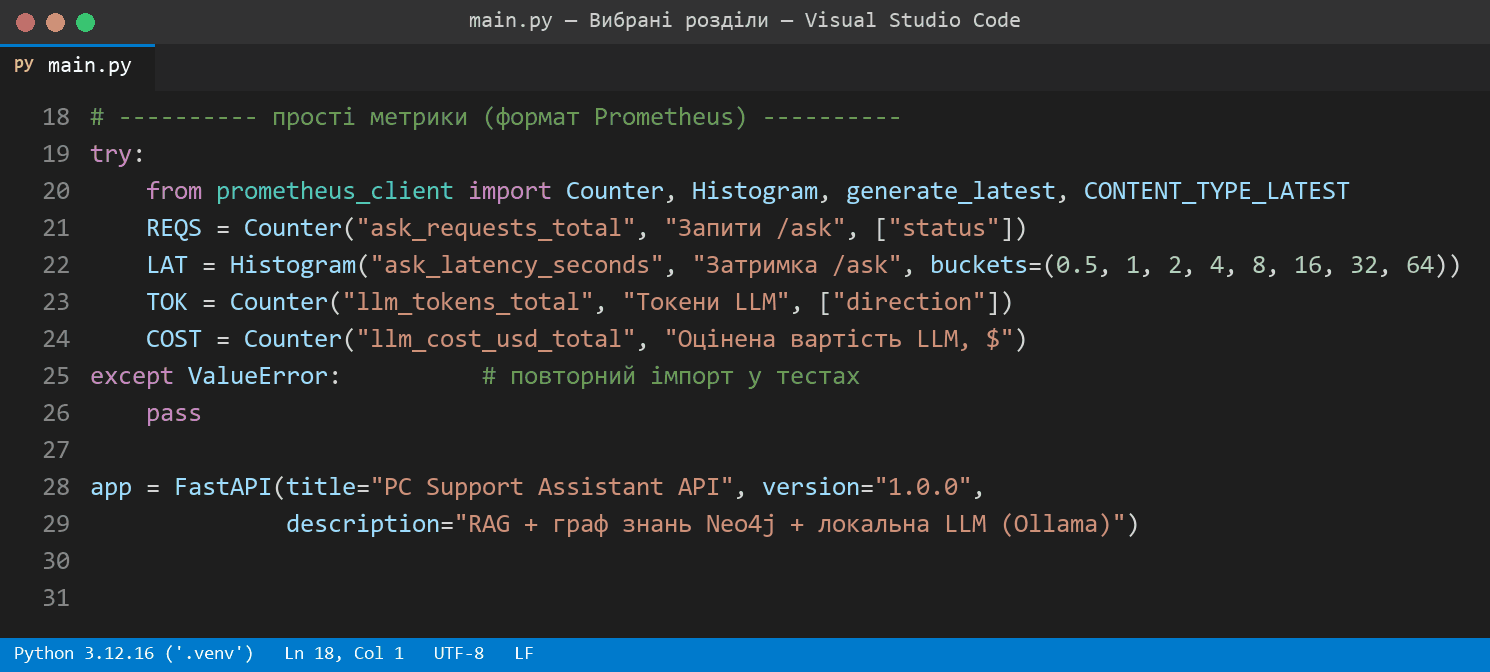 main.py — Вибрані розділи — Visual Studio Code
PY main.py
18 # ---------- прості метрики (формат Prometheus) ----------
19 try:
20     from prometheus_client import Counter, Histogram, generate_latest, CONTENT_TYPE_LATEST
21     REQS = Counter("ask_requests_total", "Запити /ask", ["status"])
22     LAT = Histogram("ask_latency_seconds", "Затримка /ask", buckets=(0.5, 1, 2, 4, 8, 16, 32, 64))
23     TOK = Counter("llm_tokens_total", "Токени LLM", ["direction"])
24     COST = Counter("llm_cost_usd_total", "Оцінена вартість LLM, $")
25 except ValueError:          # повторний імпорт у тестах
26     pass
27
28 app = FastAPI(title="PC Support Assistant API", version="1.0.0",
29               description="RAG + граф знань Neo4j + локальна LLM (Ollama)")
30
31
Python 3.12.16 ('.venv') Ln 18, Col 1 UTF-8 LF